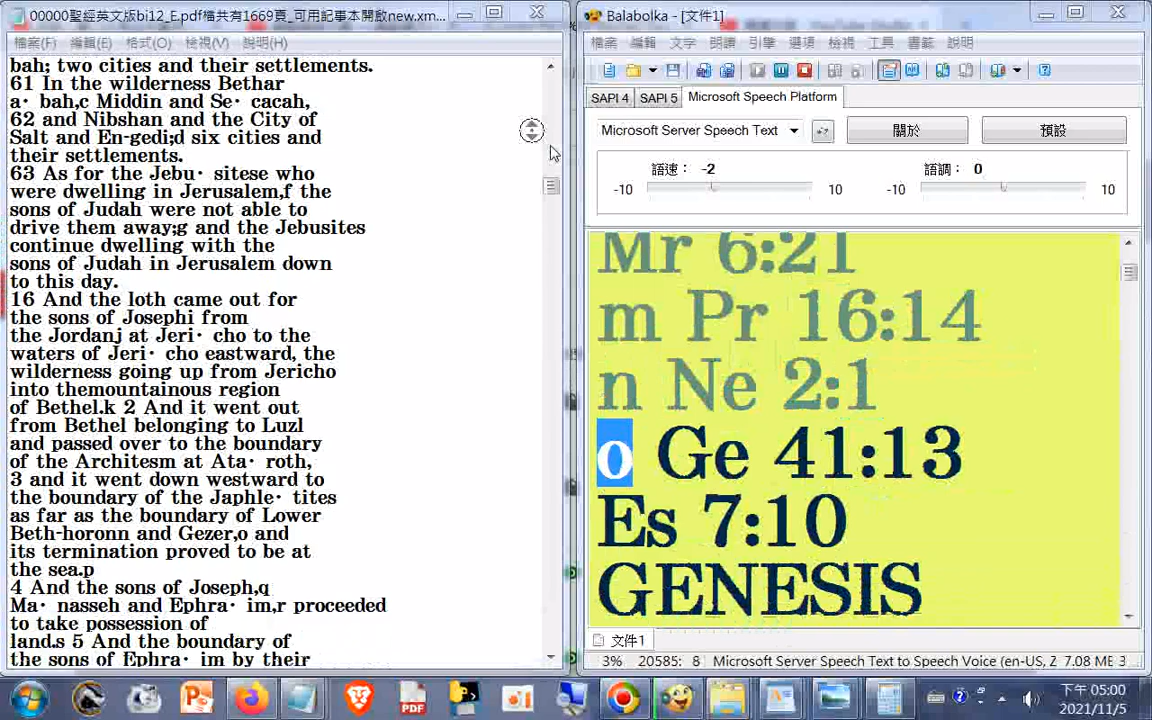 00000聖經英文版bi12_E.pdf檔共有1669頁_可用記事本開啟new.xm...
檔案(F) 編輯(E) 格式(O) 檢視(V) 說明(H)
bah; two cities and their settlements.
61 In the wilderness Bethar
a· bah,c Middin and Se· cacah,
62 and Nibshan and the City of
Salt and En-gedi;d six cities and
their settlements.
63 As for the Jebu· sitese who
were dwelling in Jerusalem,f the
sons of Judah were not able to
drive them away;g and the Jebusites
continue dwelling with the
sons of Judah in Jerusalem down
to this day.
16 And the loth came out for
the sons of Josephi from
the Jordanj at Jeri· cho to the
waters of Jeri· cho eastward, the
wilderness going up from Jericho
into themountainous region
of Bethel.k 2 And it went out
from Bethel belonging to Luzl
and passed over to the boundary
of the Architesm at Ata· roth,
3 and it went down westward to
the boundary of the Japhle· tites
as far as the boundary of Lower
Beth-horonn and Gezer,o and
its termination proved to be at
the sea.p
4 And the sons of Joseph,q
Ma· nasseh and Ephra· im,r proceeded
to take possession of
land.s 5 And the boundary of
the sons of Ephra· im by their
Balabolka - [文件1]
檔案 編輯 文字 朗讀 引擎 選項 檢視 工具 書籤 說明
SAPI 4 SAPI 5 Microsoft Speech Platform
Microsoft Server Speech Text 關於 預設
語速： -2 語調： 0
-10 10 -10 10
Mr 6:21
m Pr 16:14
n Ne 2:1
o Ge 41:13
Es 7:10
GENESIS
文件1
3% 20585: 8 Microsoft Server Speech Text to Speech Voice (en-US, Z 7.08 MB 3
PDF
下午 05:00
2021/11/5